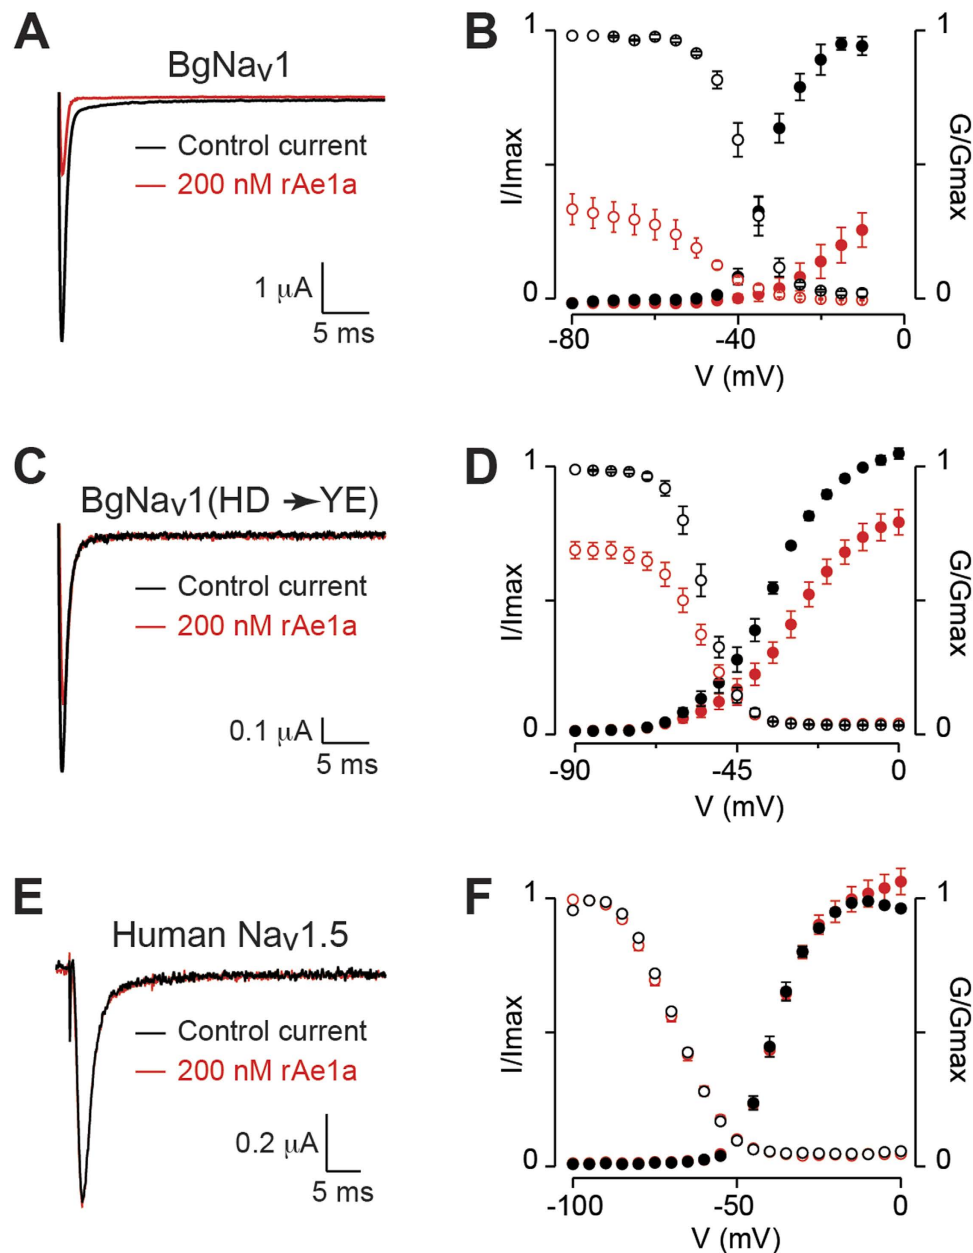 A
BgNav1
Control current
200 nM rAe1a
1 μA
5 ms
B
1
0
I/Imax
1
0
G/Gmax
-80
-40
0
V (mV)
C
BgNav1(HD → YE)
Control current
200 nM rAe1a
0.1 μA
5 ms
D
1
0
I/Imax
1
0
G/Gmax
-90
-45
0
V (mV)
E
Human Nav1.5
Control current
200 nM rAe1a
0.2 μA
5 ms
F
1
0
I/Imax
1
0
G/Gmax
-100
-50
0
V (mV)